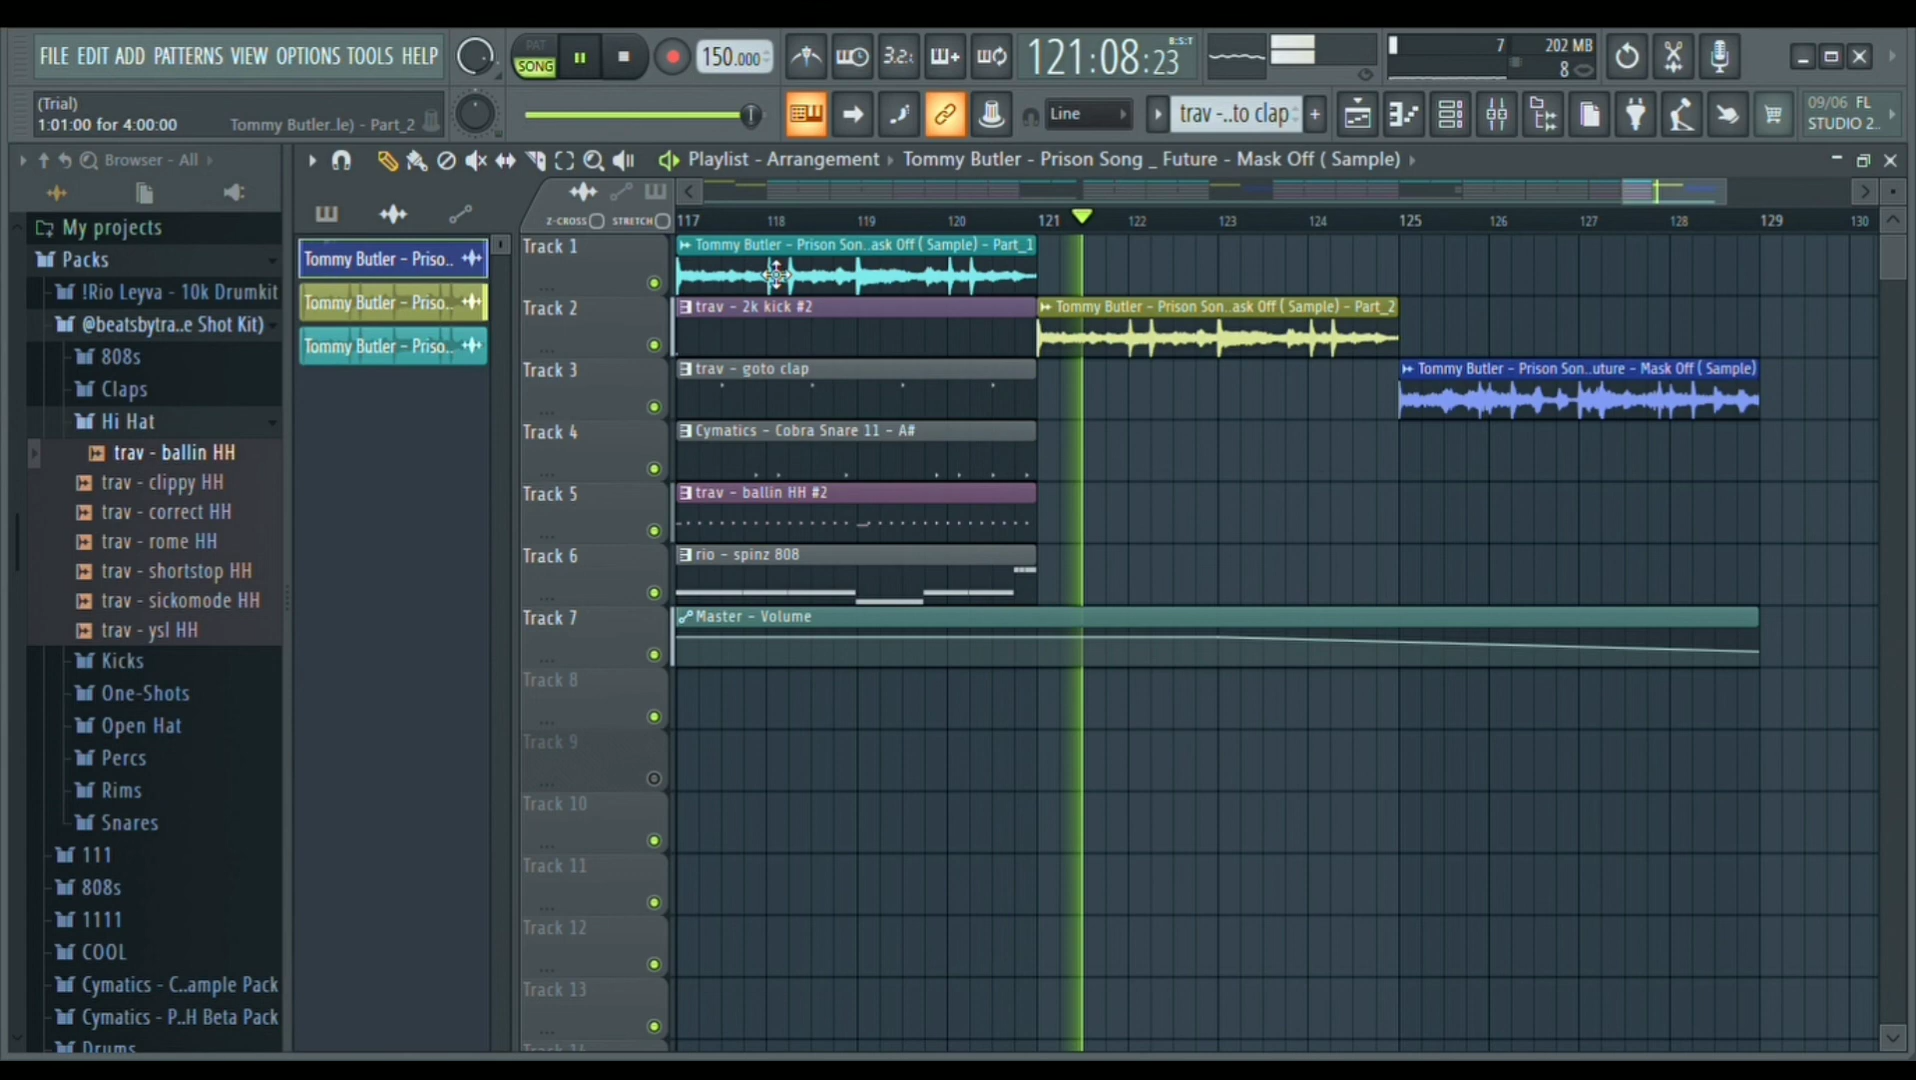 FILE EDIT ADD PATTERNS VIEW OPTIONS TOOLS HELP
PAT
SONG
150.000
3.2.
121:08:23
B:S:T
7
202 MB
8
(Trial)
1:01:00 for 4:00:00
Tommy Butler..le) - Part_2
Line
trav -..to clap
09/06 FL
STUDIO 2..
Browser - All
Playlist - Arrangement
Tommy Butler - Prison Song _ Future - Mask Off ( Sample)
Z-CROSS
STRETCH
117
118
119
120
121
122
123
124
125
126
127
128
129
130
My projects
Packs
!Rio Leyva - 10k Drumkit
@beatsbytra..e Shot Kit)
808s
Claps
Hi Hat
trav - ballin HH
trav - clippy HH
trav - correct HH
trav - rome HH
trav - shortstop HH
trav - sickomode HH
trav - ysl HH
Kicks
One-Shots
Open Hat
Percs
Rims
Snares
111
808s
1111
COOL
Cymatics - C..ample Pack
Cymatics - P..H Beta Pack
Drums
Tommy Butler - Priso..
Tommy Butler - Priso..
Tommy Butler - Priso..
Track 1
Tommy Butler - Prison Son..ask Off ( Sample) - Part_1
Track 2
trav - 2k kick #2
Tommy Butler - Prison Son..ask Off ( Sample) - Part_2
Track 3
trav - goto clap
Tommy Butler - Prison Son..uture - Mask Off ( Sample)
Track 4
Cymatics - Cobra Snare 11 - A#
Track 5
trav - ballin HH #2
Track 6
rio - spinz 808
Track 7
Master - Volume
Track 8
Track 9
Track 10
Track 11
Track 12
Track 13